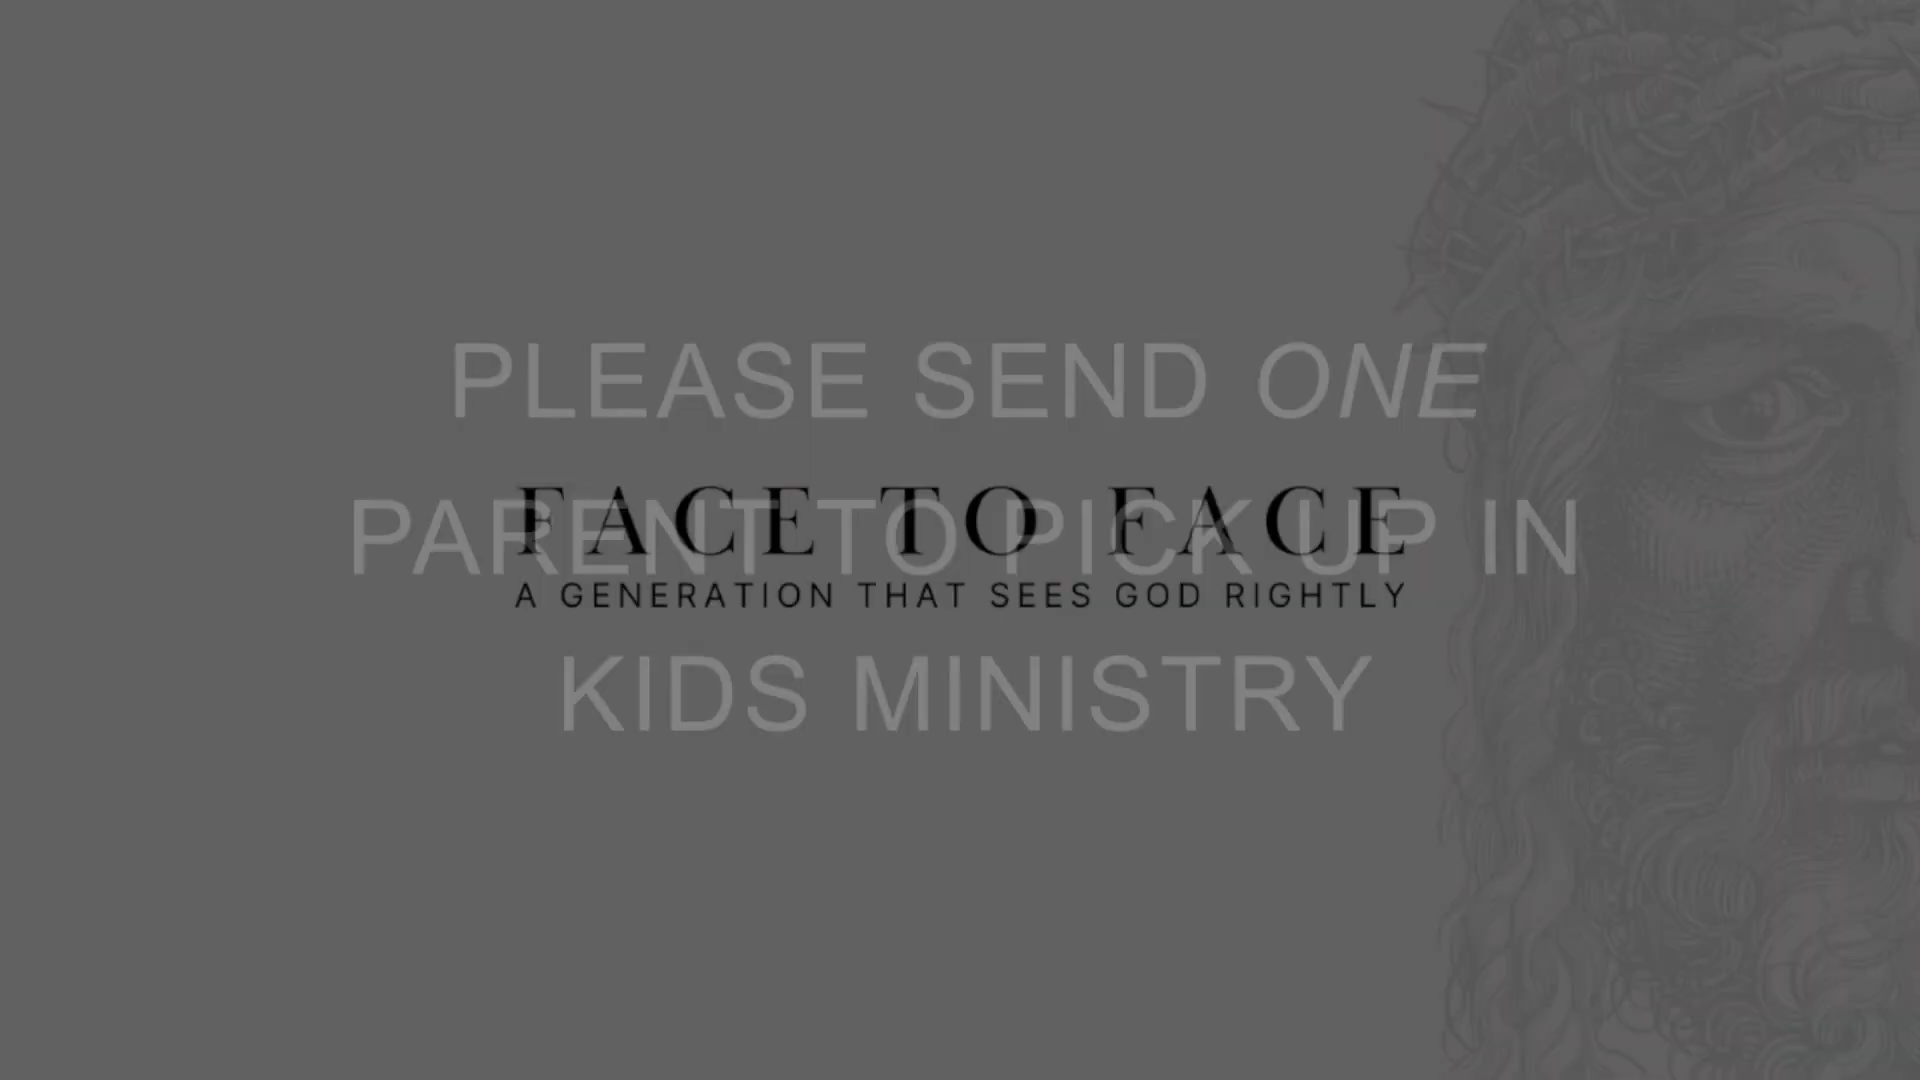 PLEASE SEND ONE
PARENT TO PICK UP IN
KIDS MINISTRY
FACE TO FACE
A GENERATION THAT SEES GOD RIGHTLY